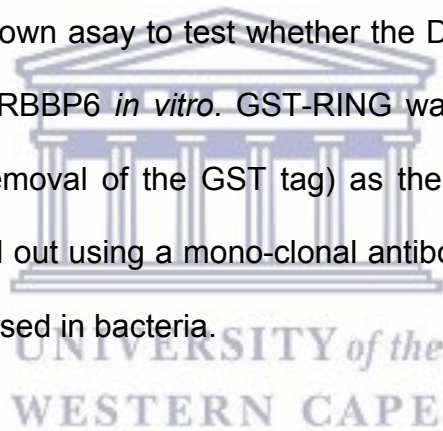 own asay to test whether the D
RBBP6 in vitro. GST-RING wa
emoval of the GST tag) as the
l out using a mono-clonal antibo
sed in bacteria.
UNIVERSITY of the
WESTERN CAPE